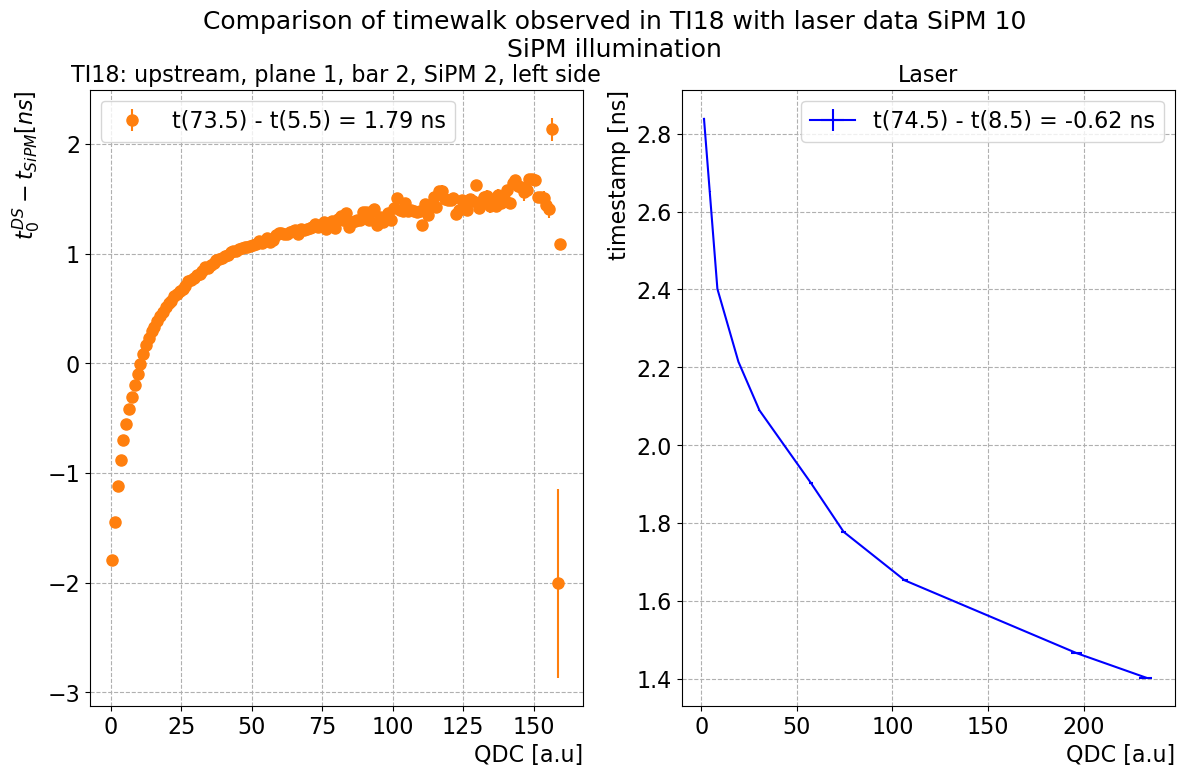 Comparison of timewalk observed in TI18 with laser data SiPM 10
SiPM illumination
TI18: upstream, plane 1, bar 2, SiPM 2, left side
t(73.5) - t(5.5) = 1.79 ns
t_0^{DS} − t_{SiPM}[ns]
2
1
0
−1
−2
−3
0 25 50 75 100 125 150
QDC [a.u]
Laser
t(74.5) - t(8.5) = -0.62 ns
timestamp [ns]
2.8
2.6
2.4
2.2
2.0
1.8
1.6
1.4
0 50 100 150 200
QDC [a.u]